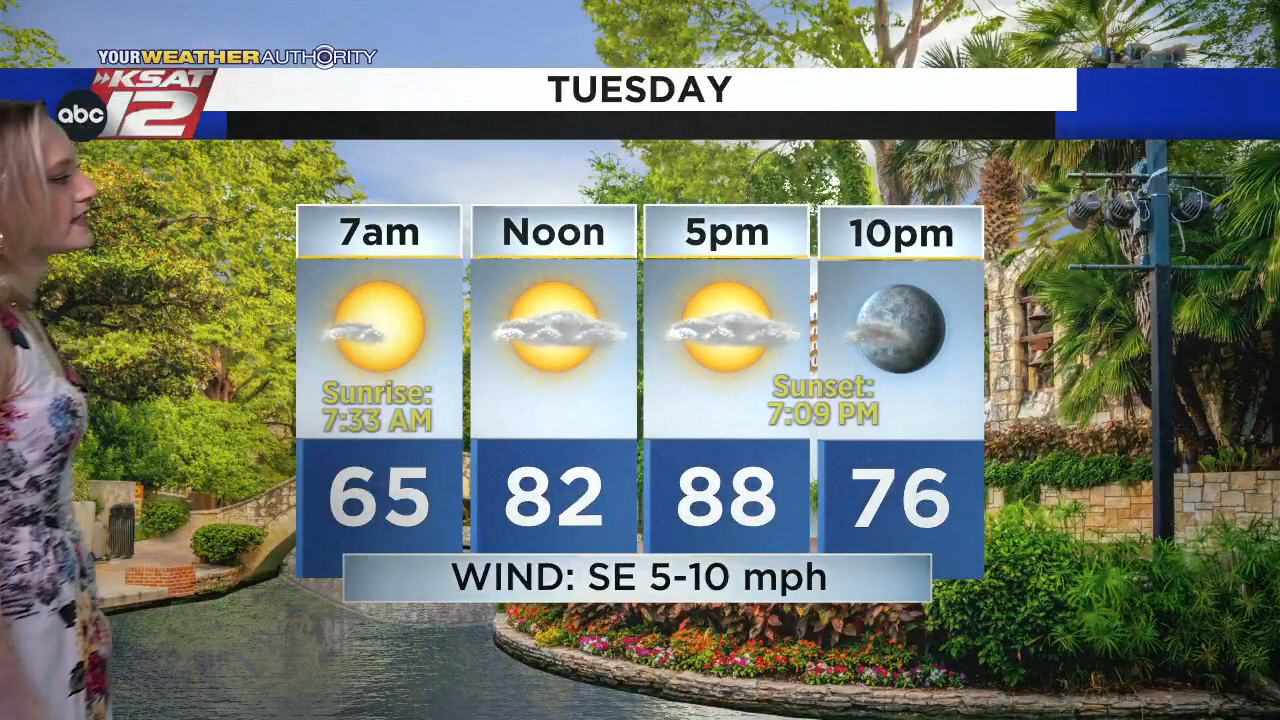 YOURWEATHERAUTHORITY
KSAT
abc 12
TUESDAY
7am Noon 5pm 10pm
Sunrise:
7:33 AM
Sunset:
7:09 PM
65 82 88 76
WIND: SE 5-10 mph